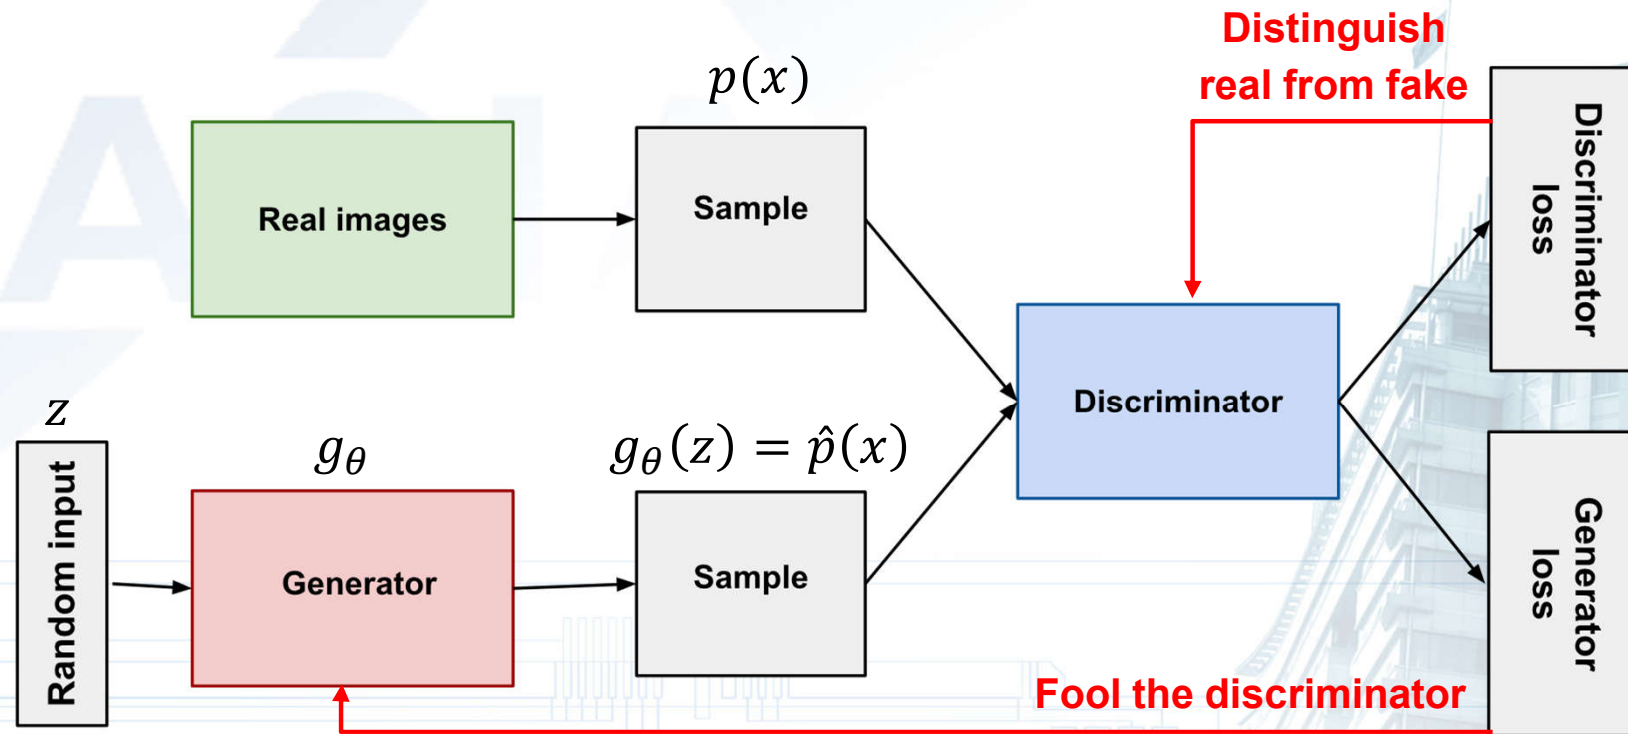 Distinguish
real from fake
p(x)
Real images
Sample
Discriminator
loss
Discriminator
z
g_θ
g_θ(z) = p̂(x)
Random input
Generator
Sample
Generator
loss
Fool the discriminator